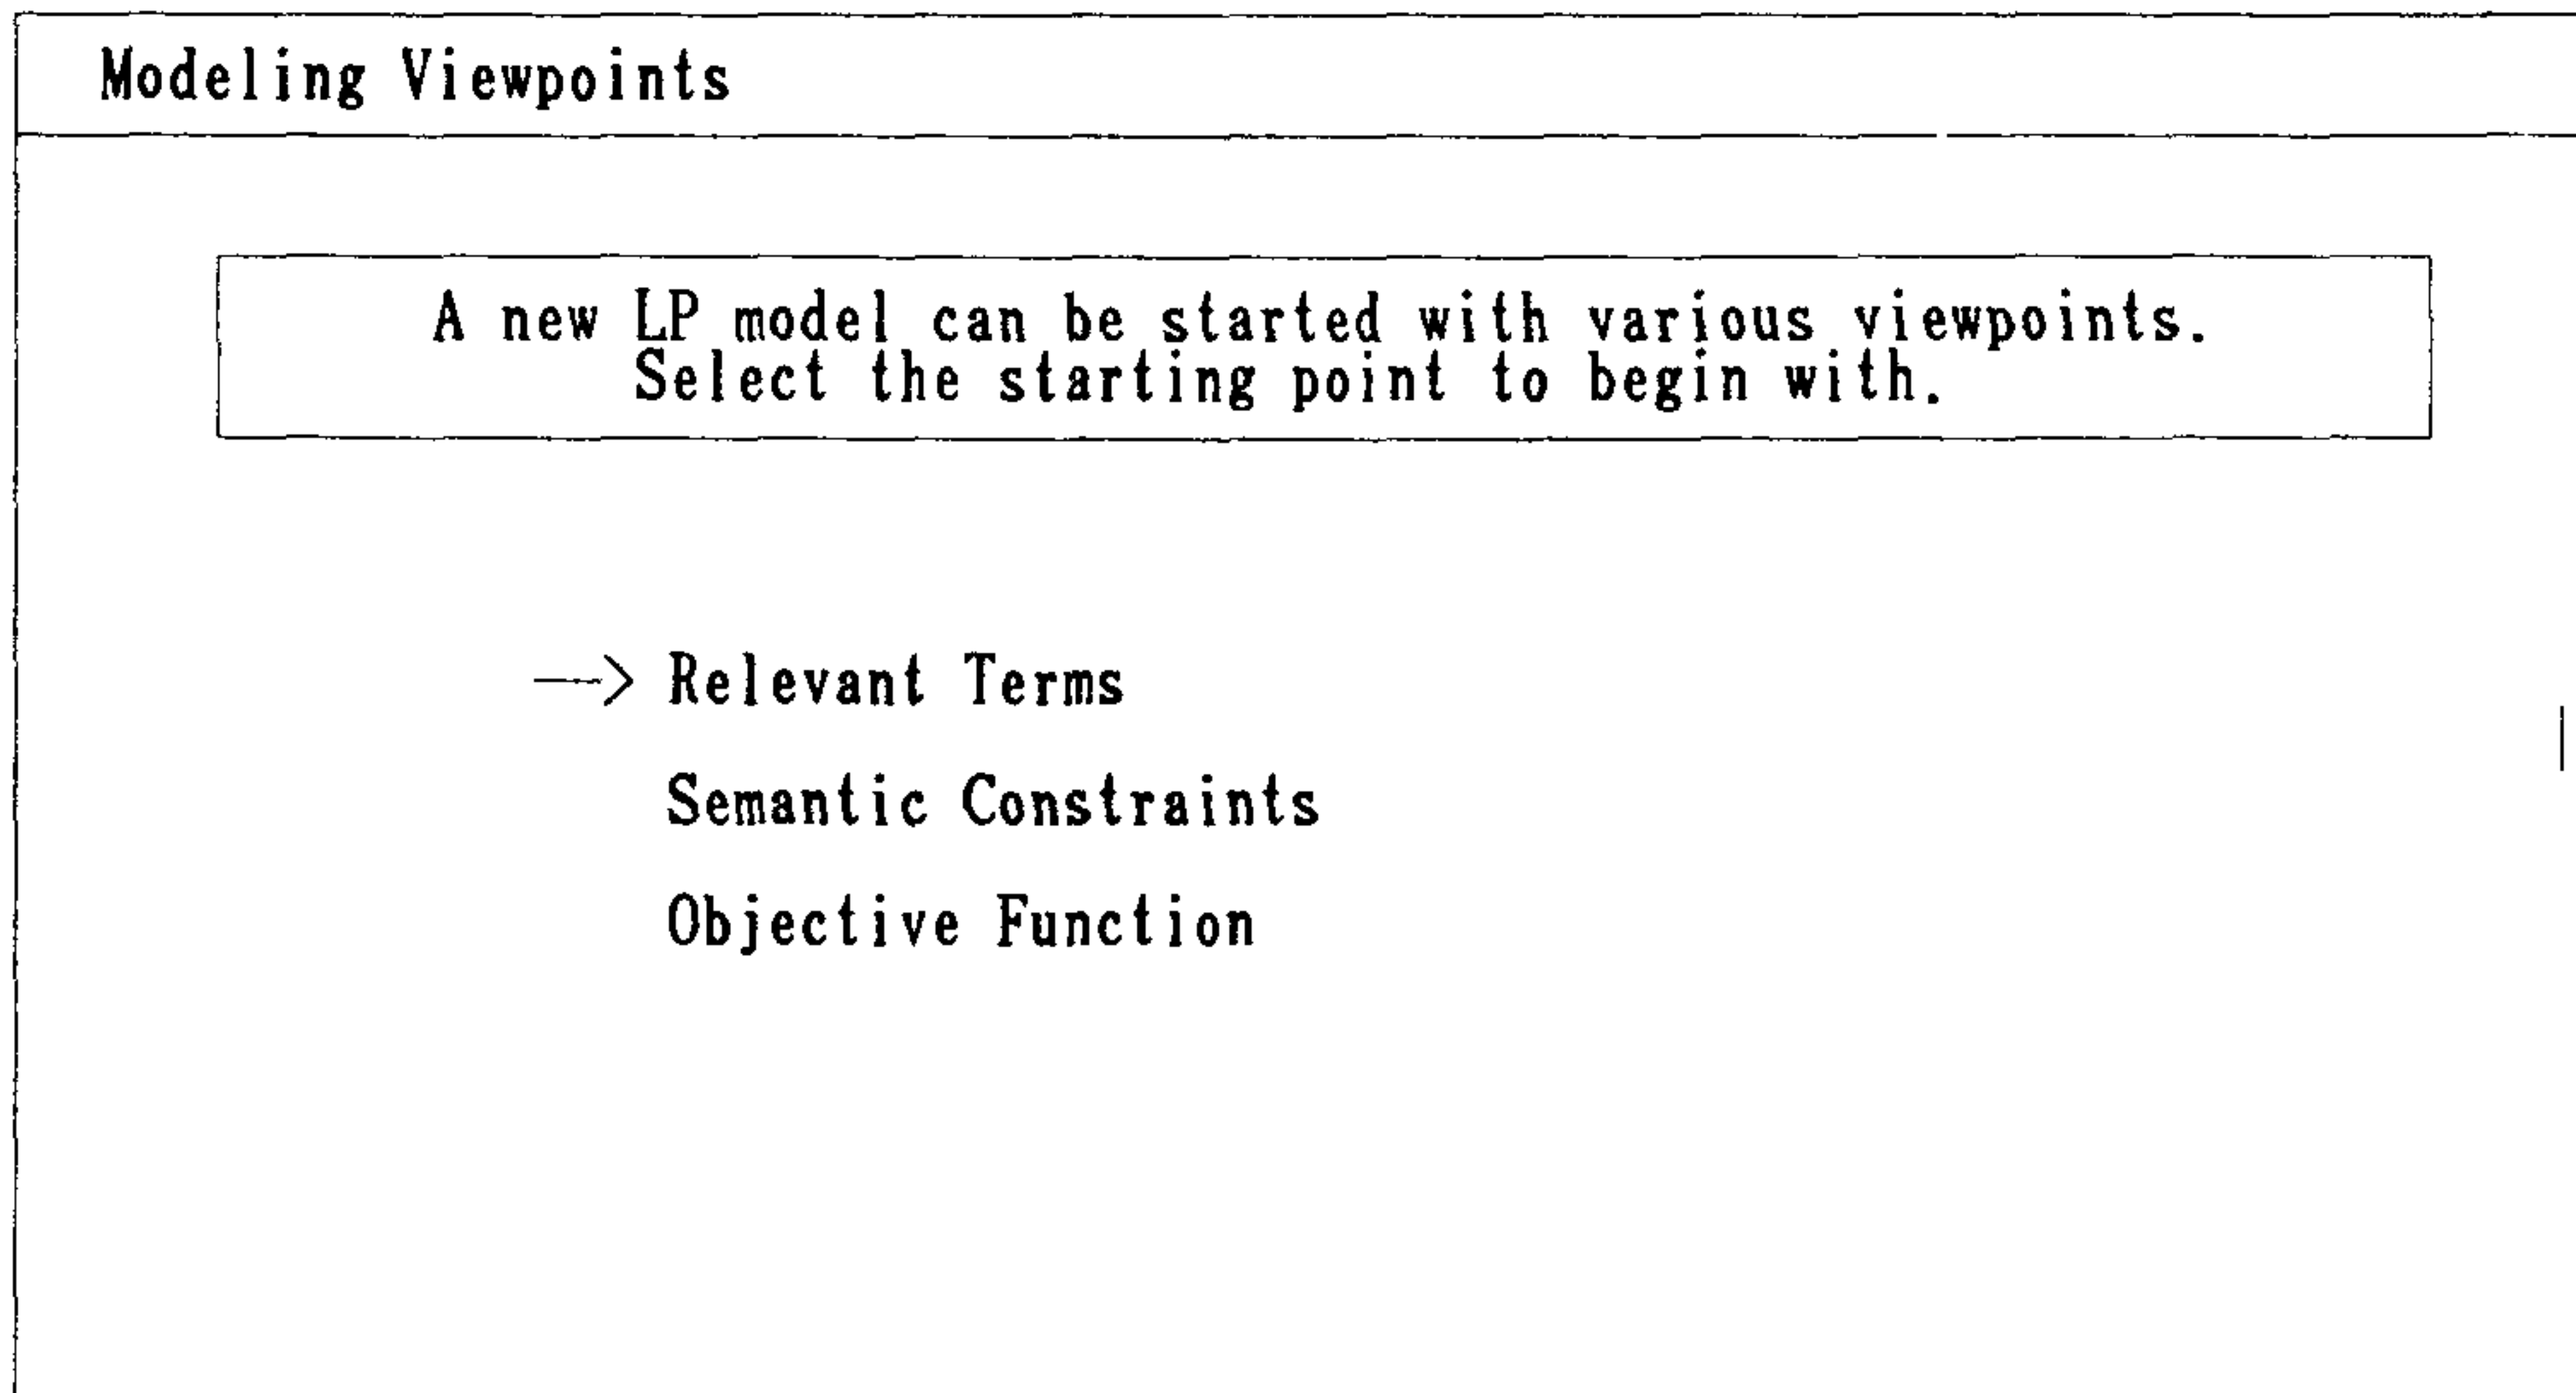 Modeling Viewpoints
A new LP model can be started with various viewpoints.
Select the starting point to begin with.
—> Relevant Terms
Semantic Constraints
Objective Function